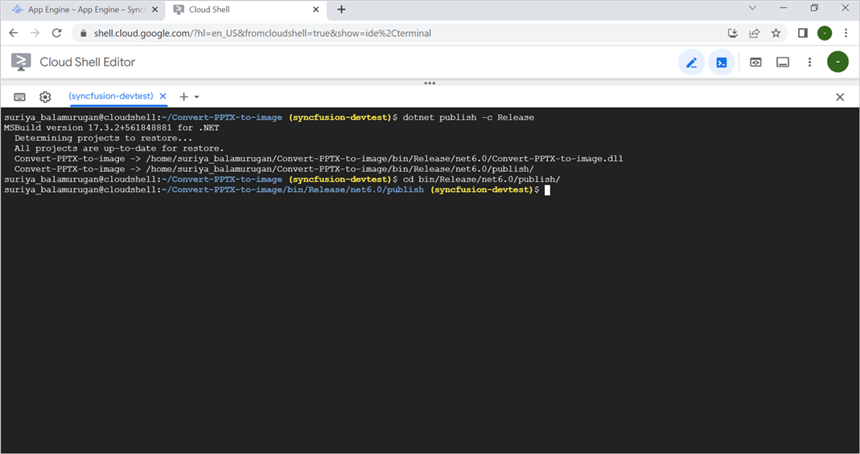 App Engine – App Engine – Sync
Cloud Shell
shell.cloud.google.com/?hl=en_US&fromcloudshell=true&show=ide%2Cterminal
Cloud Shell Editor
(syncfusion-devtest)
suriya_balamurugan@cloudshell:~/Convert-PPTX-to-image (syncfusion-devtest)$ dotnet publish -c Release
MSBuild version 17.3.2+561848881 for .NET
Determining projects to restore...
All projects are up-to-date for restore.
Convert-PPTX-to-image -> /home/suriya_balamurugan/Convert-PPTX-to-image/bin/Release/net6.0/Convert-PPTX-to-image.dll
Convert-PPTX-to-image -> /home/suriya_balamurugan/Convert-PPTX-to-image/bin/Release/net6.0/publish/
suriya_balamurugan@cloudshell:~/Convert-PPTX-to-image (syncfusion-devtest)$ cd bin/Release/net6.0/publish/
suriya_balamurugan@cloudshell:~/Convert-PPTX-to-image/bin/Release/net6.0/publish (syncfusion-devtest)$